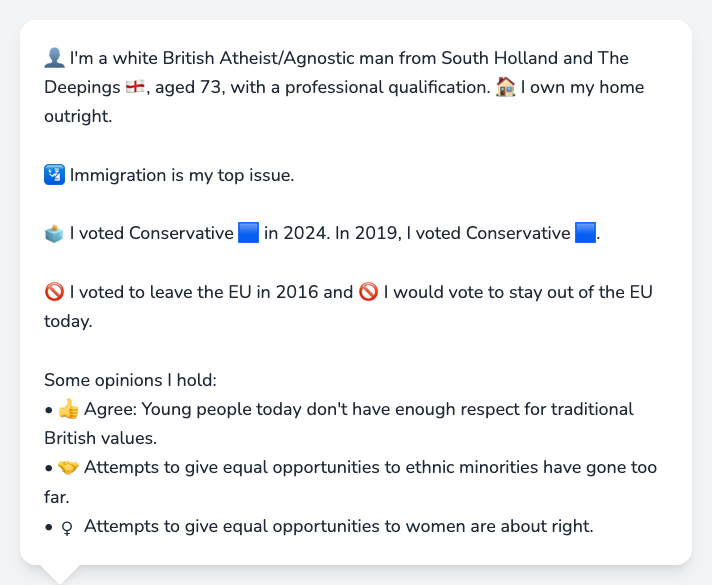 👤 I'm a white British Atheist/Agnostic man from South Holland and The
Deepings 🏴󠁧󠁢󠁥󠁮󠁧󠁿, aged 73, with a professional qualification. 🏠 I own my home
outright.
🛂 Immigration is my top issue.
🗳️ I voted Conservative 🟦 in 2024. In 2019, I voted Conservative 🟦.
🚫 I voted to leave the EU in 2016 and 🚫 I would vote to stay out of the EU
today.
Some opinions I hold:
• 👍 Agree: Young people today don't have enough respect for traditional
British values.
• 🤝 Attempts to give equal opportunities to ethnic minorities have gone too
far.
• ♀ Attempts to give equal opportunities to women are about right.